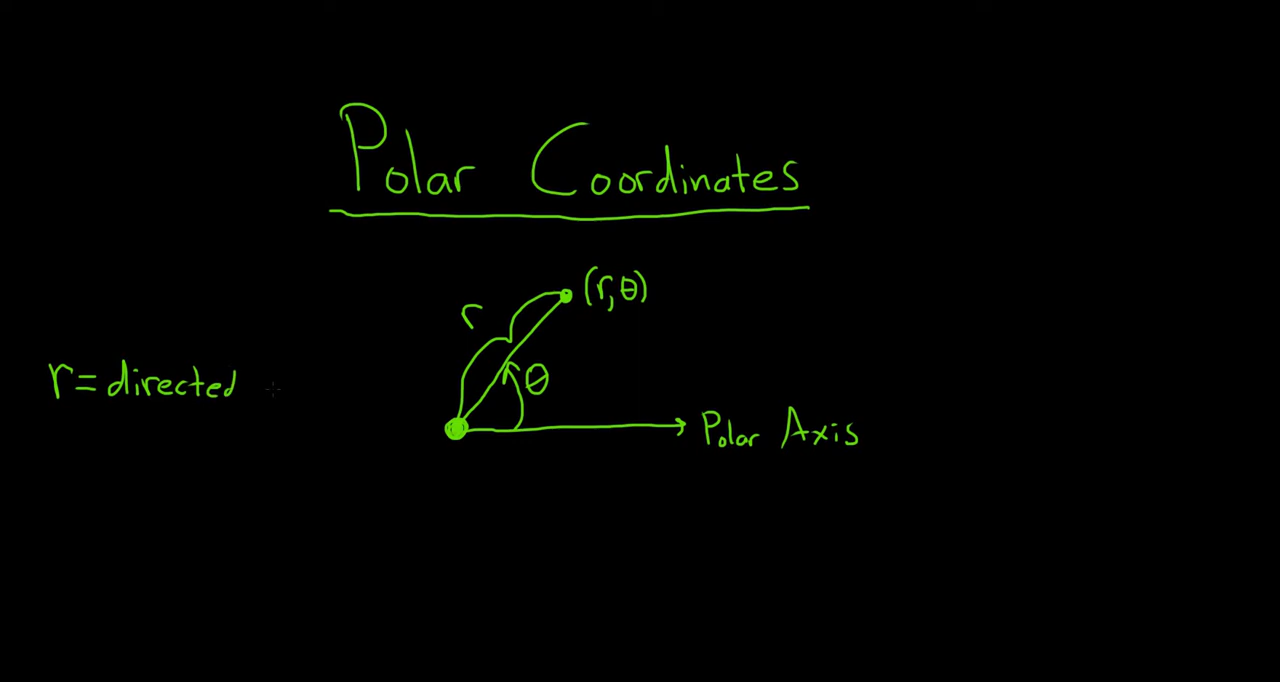 Polar Coordinates
(r, θ)
r
θ
r = directed
Polar Axis